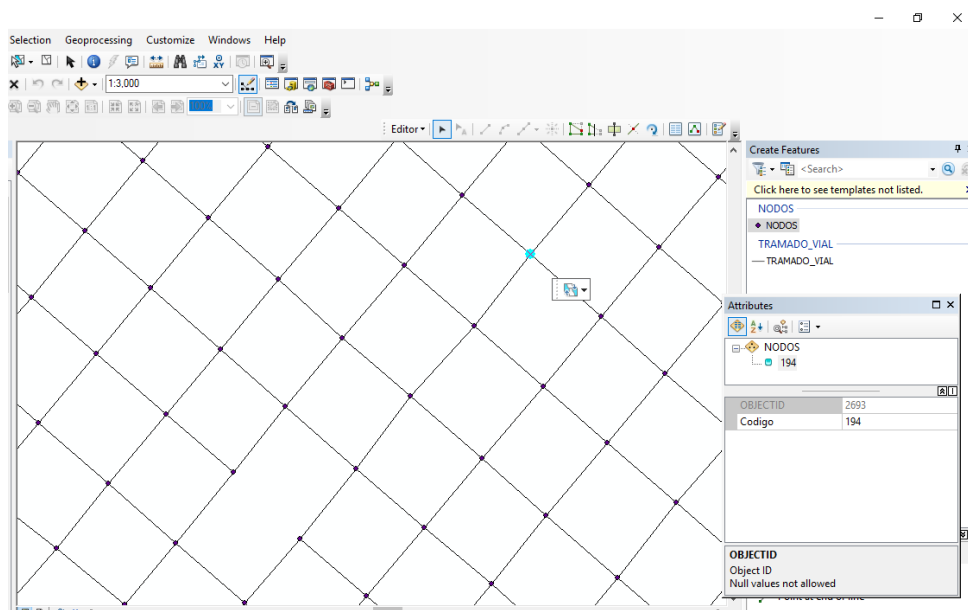 Selection Geoprocessing Customize Windows Help
1:3,000
Editor
Create Features
<Search>
Click here to see templates not listed.
NODOS
NODOS
TRAMADO_VIAL
TRAMADO_VIAL
Attributes
NODOS
194
OBJECTID 2693
Codigo 194
OBJECTID
Object ID
Null values not allowed